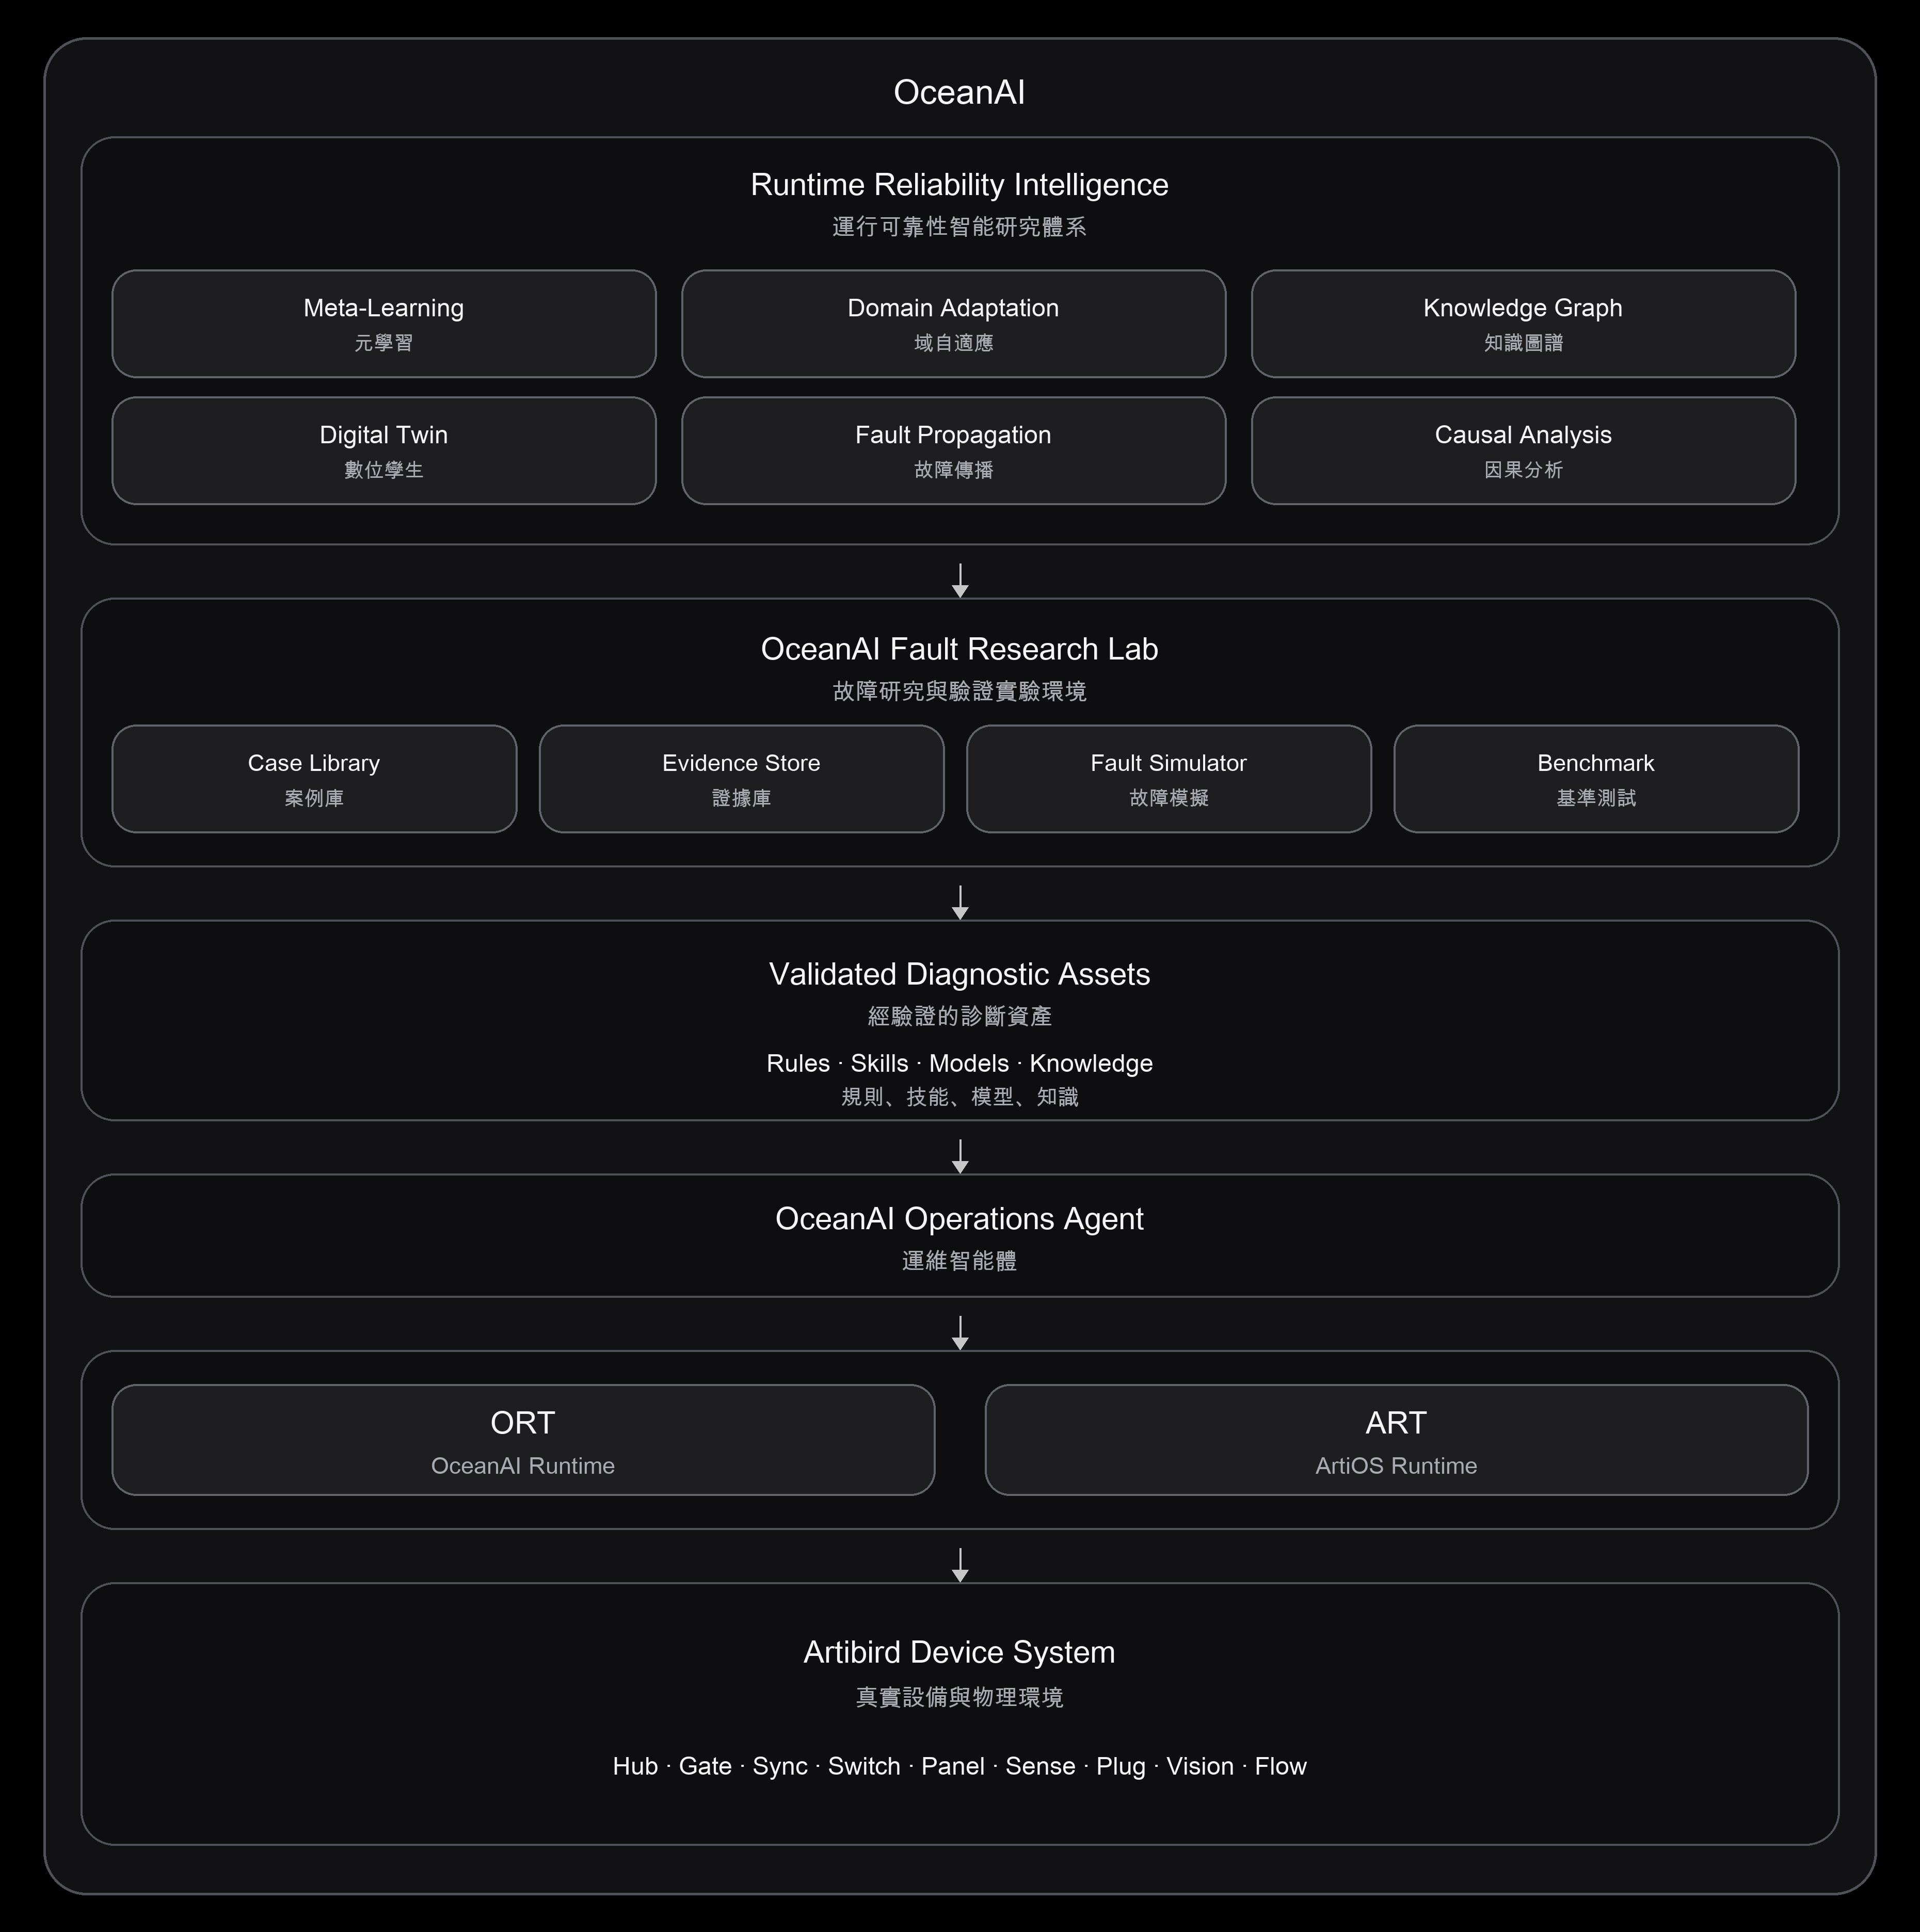 OceanAI
Runtime Reliability Intelligence
運行可靠性智能研究體系
Meta-Learning
元學習
Domain Adaptation
域自適應
Knowledge Graph
知識圖譜
Digital Twin
數位孿生
Fault Propagation
故障傳播
Causal Analysis
因果分析
OceanAI Fault Research Lab
故障研究與驗證實驗環境
Case Library
案例庫
Evidence Store
證據庫
Fault Simulator
故障模擬
Benchmark
基準測試
Validated Diagnostic Assets
經驗證的診斷資產
Rules · Skills · Models · Knowledge
規則、技能、模型、知識
OceanAI Operations Agent
運維智能體
ORT
OceanAI Runtime
ART
ArtiOS Runtime
Artibird Device System
真實設備與物理環境
Hub · Gate · Sync · Switch · Panel · Sense · Plug · Vision · Flow